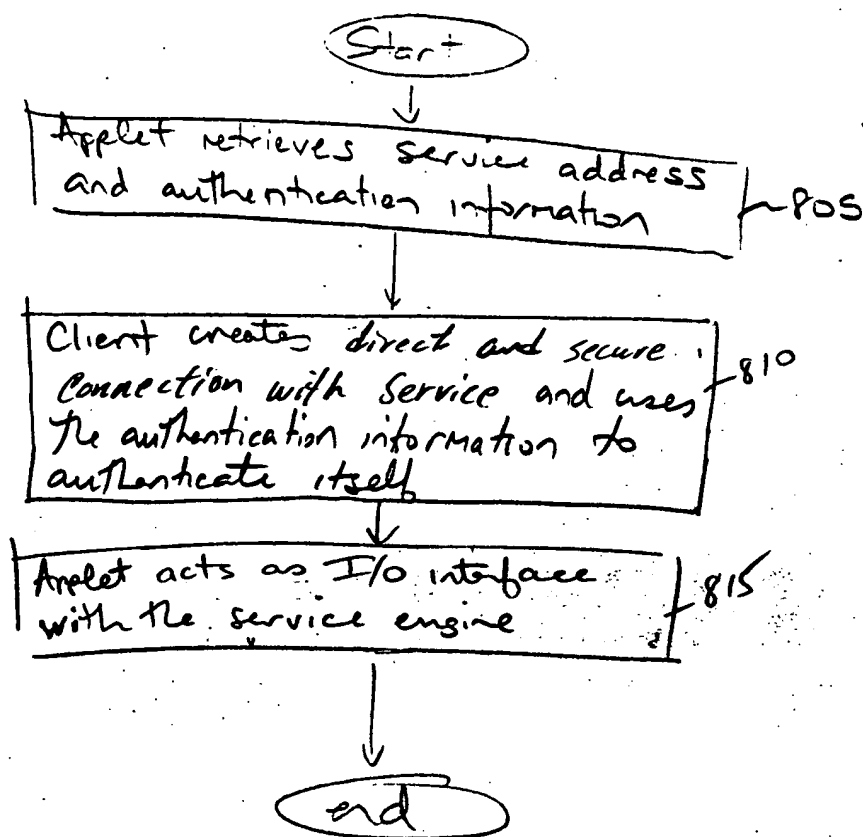 Start
Applet retrieves service address
and authentication information
805
Client creates direct and secure
connection with service and uses
the authentication information to
authenticate itself
810
Applet acts as I/o interface
with the service engine
815
end